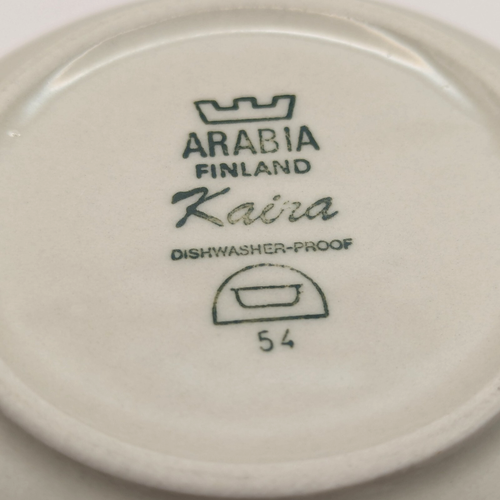 ARABIA
FINLAND
Kaira
DISHWASHER-PROOF
54